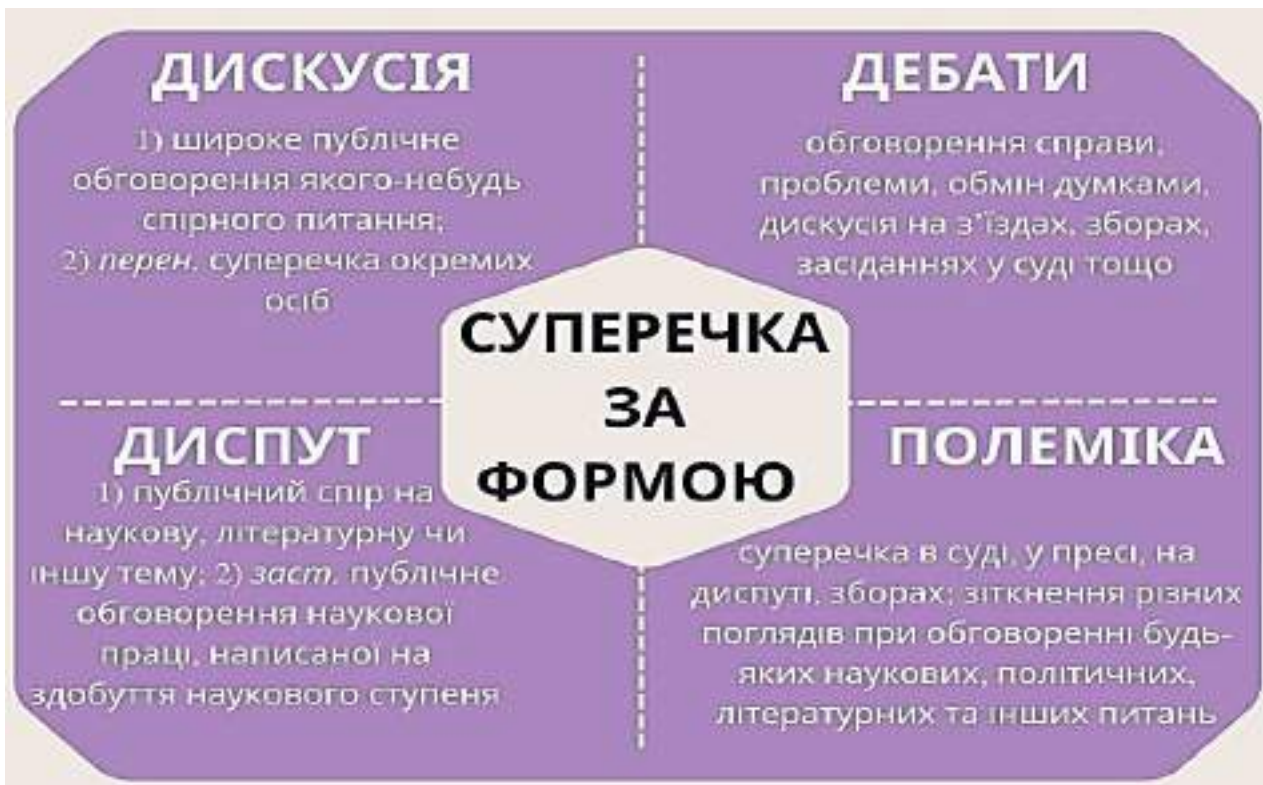 ДИСКУСІЯ
1) широке публічне
обговорення якого-небудь
спірного питання;
2) перен. суперечка окремих
осіб
ДЕБАТИ
обговорення справи,
проблеми, обмін думками,
дискусія на з’їздах, зборах,
засіданнях у суді тощо
СУПЕРЕЧКА
ЗА
ФОРМОЮ
ДИСПУТ
1) публічний спір на
наукову, літературну чи
іншу тему; 2) заст. публічне
обговорення наукової
праці, написаної на
здобуття наукового ступеня
ПОЛЕМІКА
суперечка в суді, у пресі, на
диспуті, зборах; зіткнення різних
поглядів при обговоренні будь-
яких наукових, політичних,
літературних та інших питань